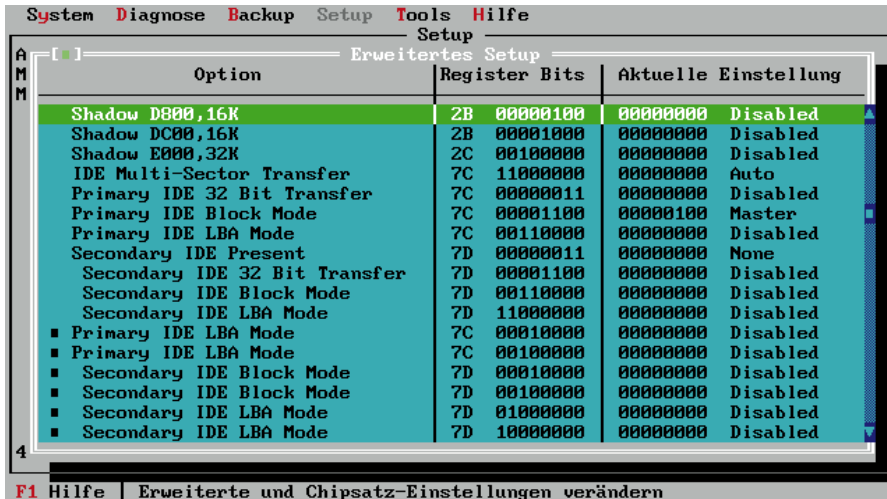 System Diagnose Backup Setup Tools Hilfe
Setup
[■] Erweitertes Setup
A
M
M
Option Register Bits Aktuelle Einstellung
Shadow D800,16K 2B 00000100 00000000 Disabled
Shadow DC00,16K 2B 00001000 00000000 Disabled
Shadow E000,32K 2C 00100000 00000000 Disabled
IDE Multi-Sector Transfer 7C 11000000 00000000 Auto
Primary IDE 32 Bit Transfer 7C 00000011 00000000 Disabled
Primary IDE Block Mode 7C 00001100 00000100 Master
Primary IDE LBA Mode 7C 00110000 00000000 Disabled
Secondary IDE Present 7D 00000011 00000000 None
Secondary IDE 32 Bit Transfer 7D 00001100 00000000 Disabled
Secondary IDE Block Mode 7D 00110000 00000000 Disabled
Secondary IDE LBA Mode 7D 11000000 00000000 Disabled
■ Primary IDE LBA Mode 7C 00010000 00000000 Disabled
■ Primary IDE LBA Mode 7C 00100000 00000000 Disabled
■ Secondary IDE Block Mode 7D 00010000 00000000 Disabled
■ Secondary IDE Block Mode 7D 00100000 00000000 Disabled
■ Secondary IDE LBA Mode 7D 01000000 00000000 Disabled
■ Secondary IDE LBA Mode 7D 10000000 00000000 Disabled
4
F1 Hilfe | Erweiterte und Chipsatz-Einstellungen verändern